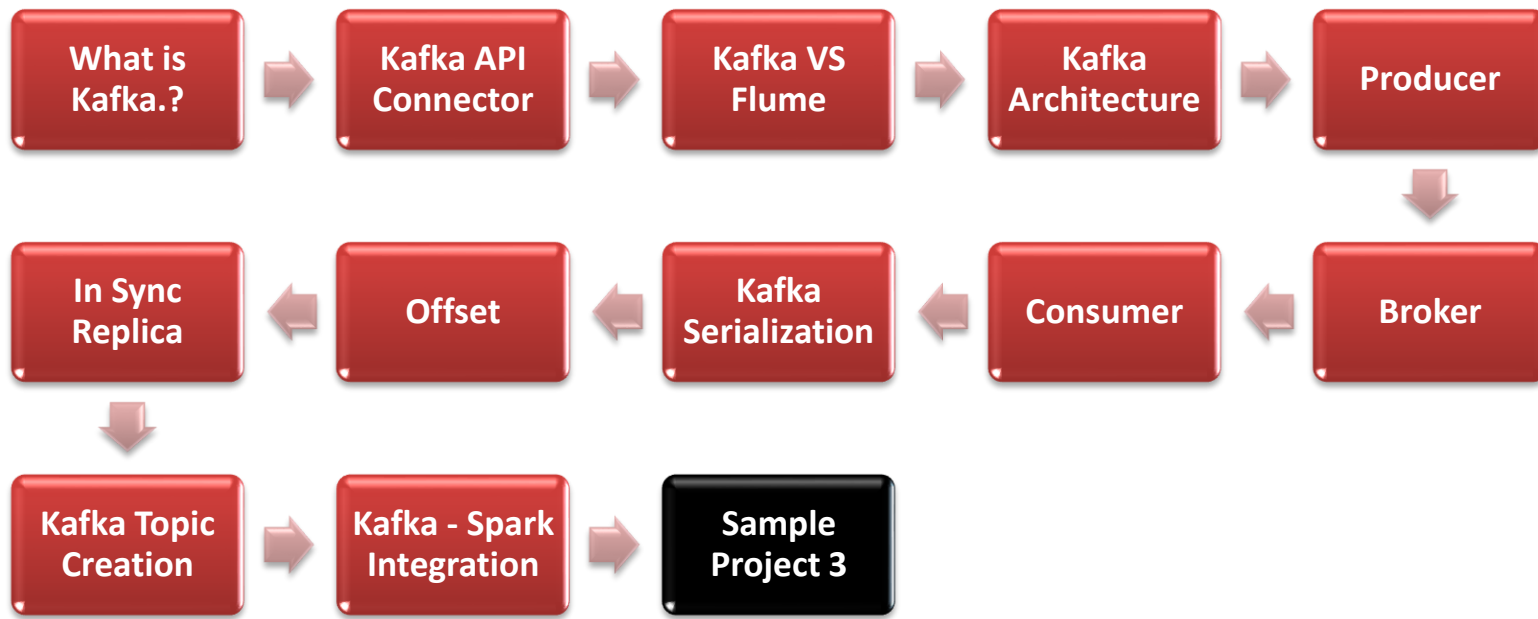 What is
Kafka.?
Kafka API
Connector
Kafka VS
Flume
Kafka
Architecture
Producer
Broker
Consumer
Kafka
Serialization
Offset
In Sync
Replica
Kafka Topic
Creation
Kafka - Spark
Integration
Sample
Project 3